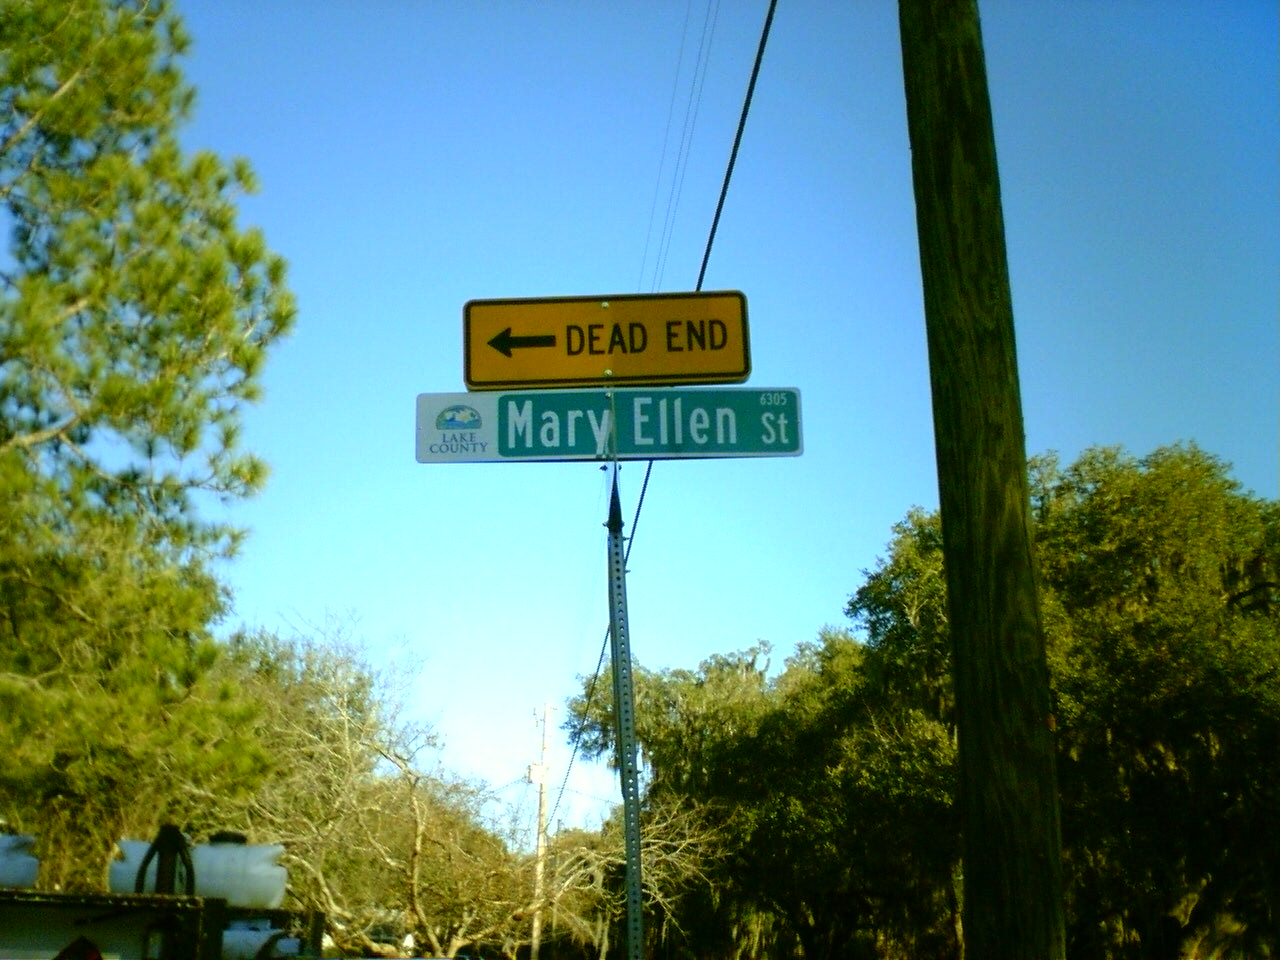 DEAD END
6305
Mary Ellen St
LAKE
COUNTY